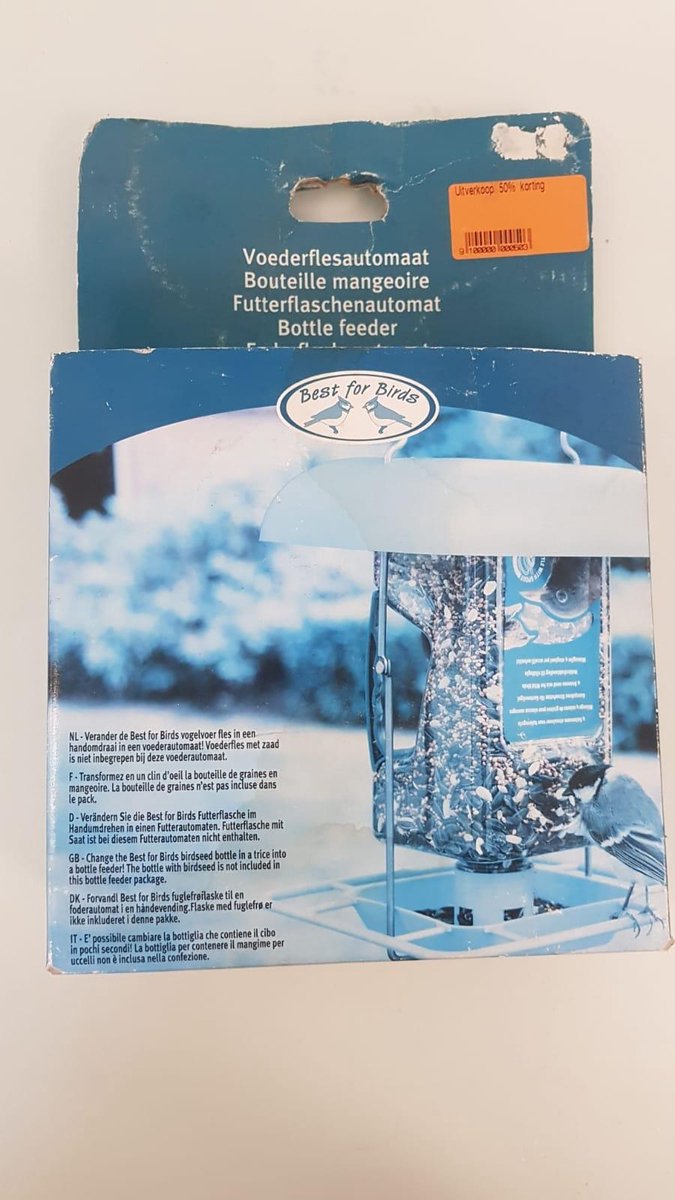 Uitverkoop 50% korting
9 100000 000503
Voederflesautomaat
Bouteille mangeoire
Futterflaschenautomat
Bottle feeder
Best for Birds
NL - Verander de Best for Birds vogelvoer fles in een
handomdraai in een voederautomaat! Voederfles met zaad
is niet inbegrepen bij deze voederautomaat.
F - Transformez en un clin d'oeil la bouteille de graines en
mangeoire. La bouteille de graines n'est pas incluse dans
le pack.
D - Verändern Sie die Best for Birds Futterflasche im
Handumdrehen in einen Futterautomaten. Futterflasche mit
Saat ist bei diesem Futterautomaten nicht enthalten.
GB - Change the Best for Birds birdseed bottle in a trice into
a bottle feeder! The bottle with birdseed is not included in
this bottle feeder package.
DK - Forvandl Best for Birds fuglefrøflaske til en
foderautomat i en håndevending. Flaske med fuglefrø er
ikke inkluderet i denne pakke.
IT - E' possibile cambiare la bottiglia che contiene il cibo
in pochi secondi! La bottiglia per contenere il mangime per
uccelli non è inclusa nella confezione.